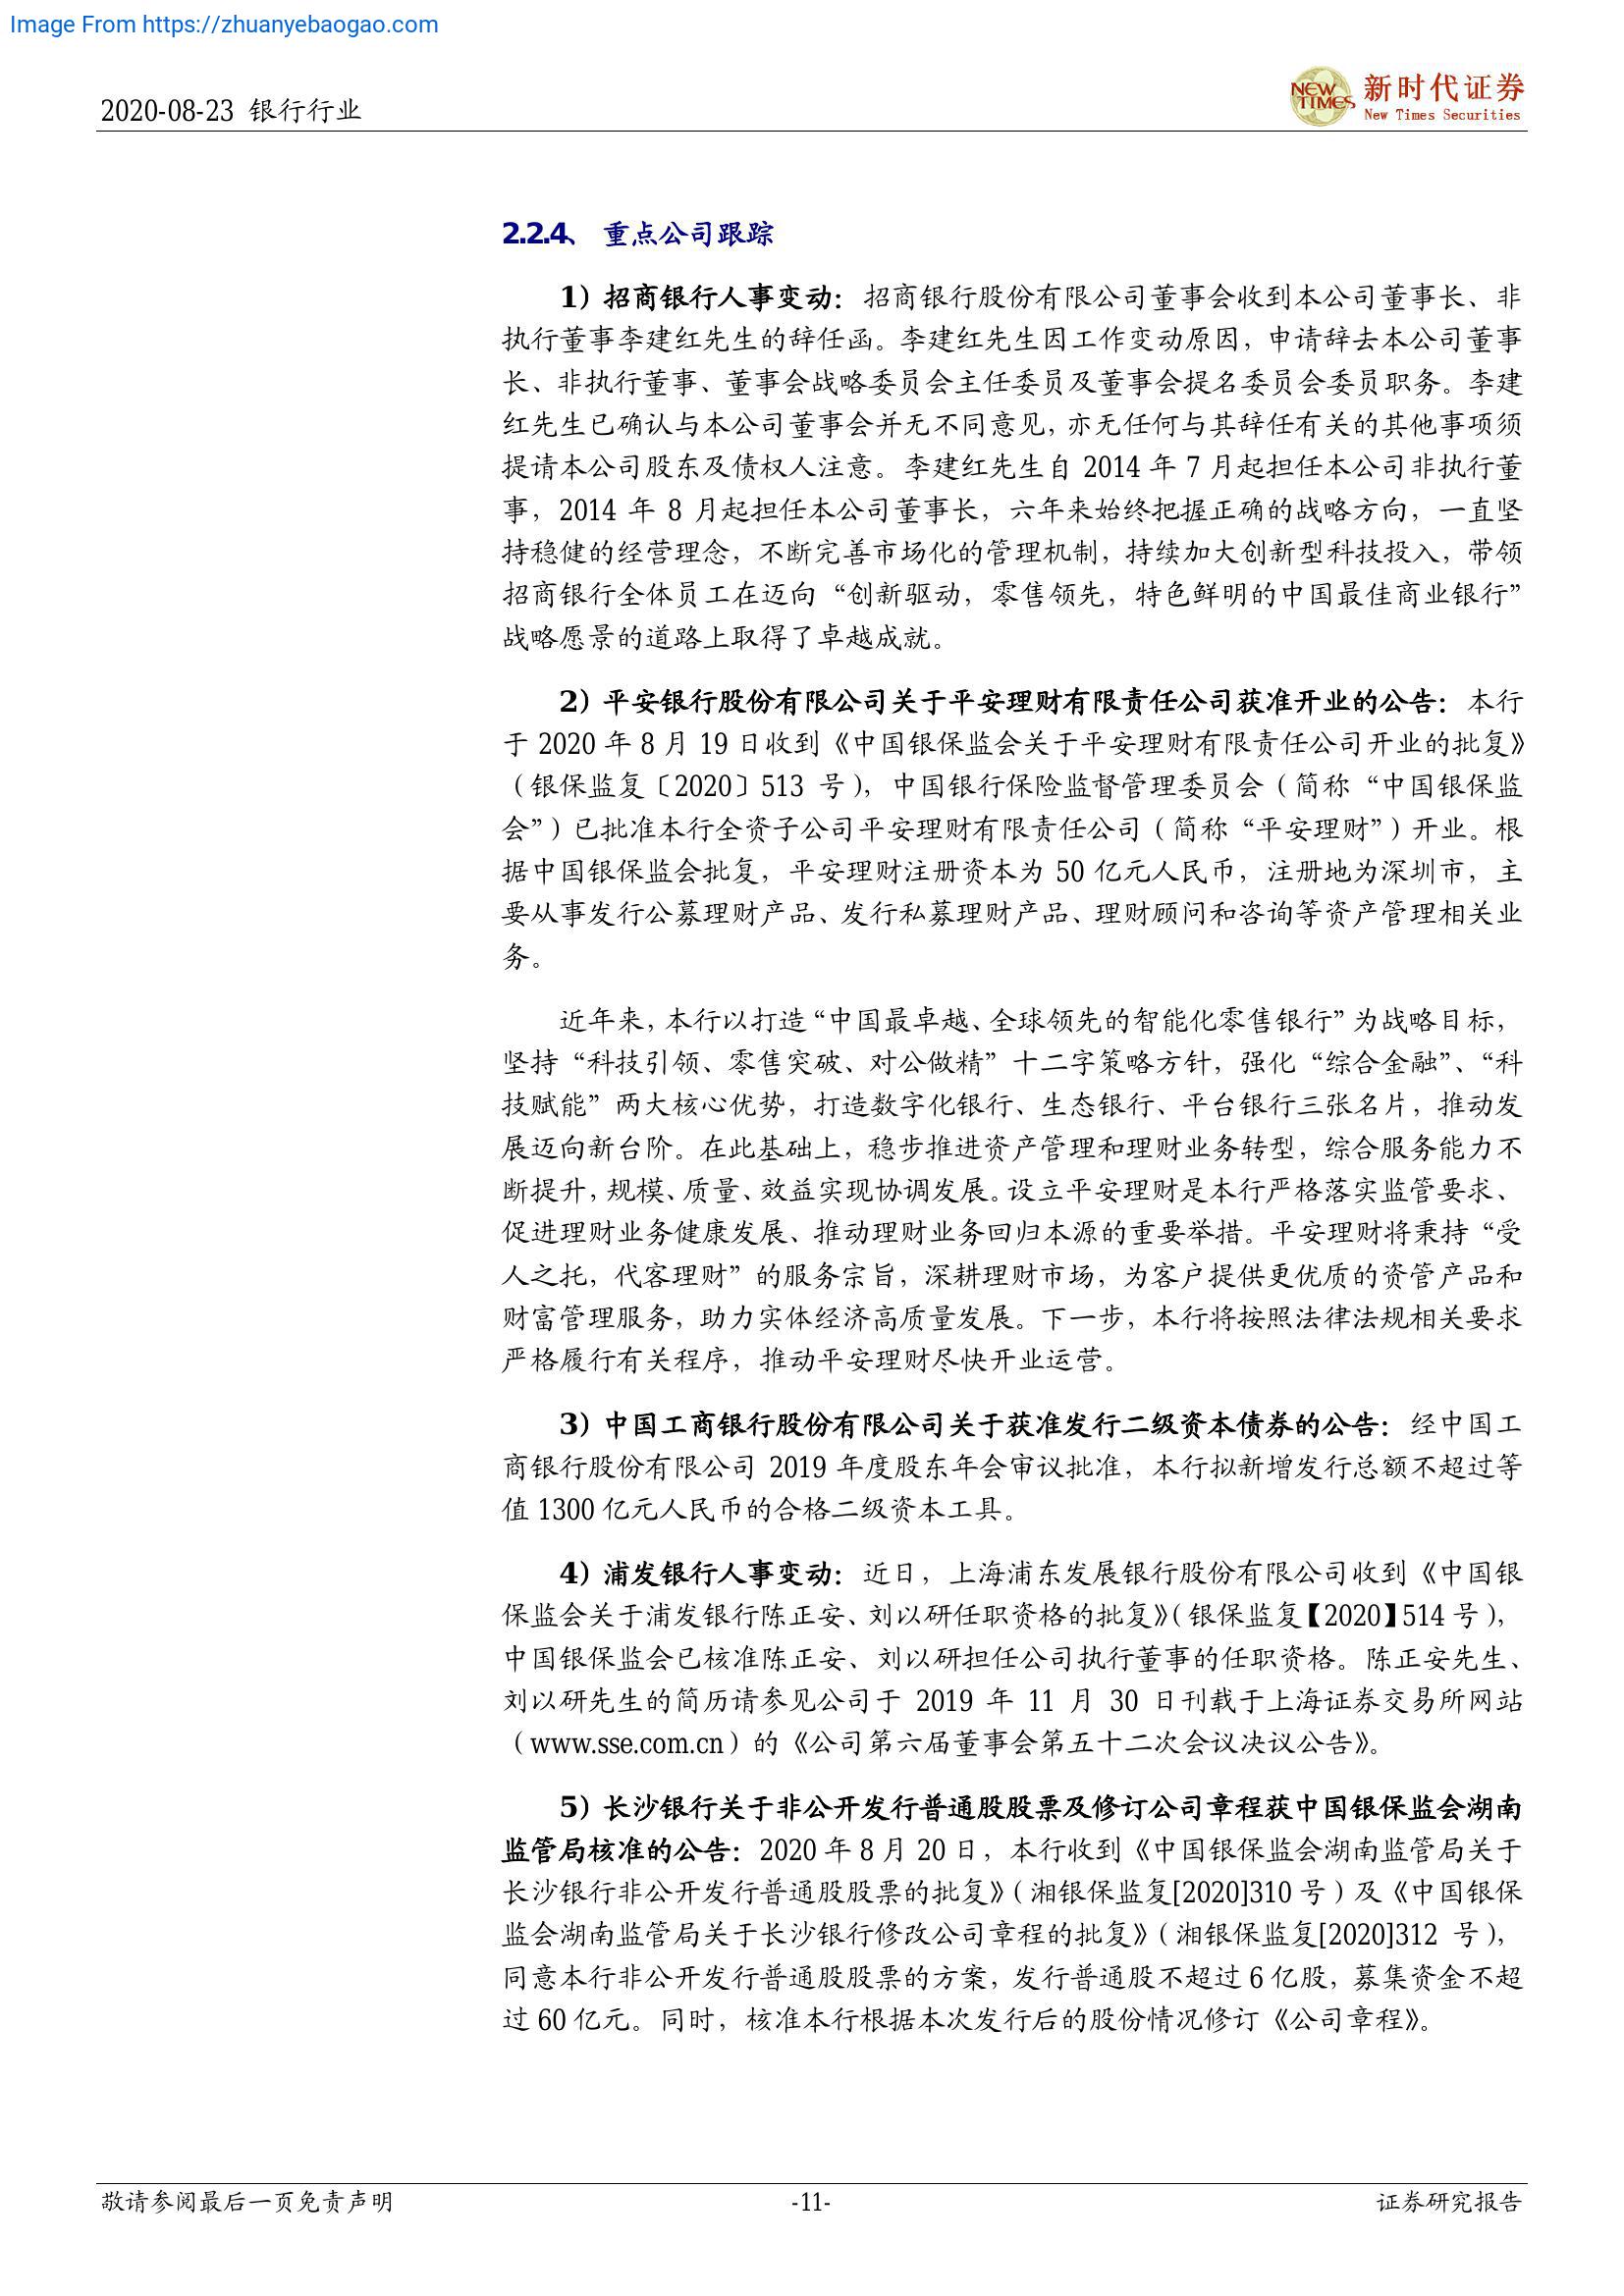 Image From https://zhuanyebaogao.com
2020-08-23 银行行业
NEW TIMES
新时代证券
New Times Securities
2.2.4、 重点公司跟踪
1）招商银行人事变动：招商银行股份有限公司董事会收到本公司董事长、非
执行董事李建红先生的辞任函。李建红先生因工作变动原因，申请辞去本公司董事
长、非执行董事、董事会战略委员会主任委员及董事会提名委员会委员职务。李建
红先生已确认与本公司董事会并无不同意见，亦无任何与其辞任有关的其他事项须
提请本公司股东及债权人注意。李建红先生自 2014 年 7 月起担任本公司非执行董
事，2014 年 8 月起担任本公司董事长，六年来始终把握正确的战略方向，一直坚
持稳健的经营理念，不断完善市场化的管理机制，持续加大创新型科技投入，带领
招商银行全体员工在迈向“创新驱动，零售领先，特色鲜明的中国最佳商业银行”
战略愿景的道路上取得了卓越成就。
2）平安银行股份有限公司关于平安理财有限责任公司获准开业的公告：本行
于 2020 年 8 月 19 日收到《中国银保监会关于平安理财有限责任公司开业的批复》
（银保监复〔2020〕513 号），中国银行保险监督管理委员会（简称“中国银保监
会”）已批准本行全资子公司平安理财有限责任公司（简称“平安理财”）开业。根
据中国银保监会批复，平安理财注册资本为 50 亿元人民币，注册地为深圳市，主
要从事发行公募理财产品、发行私募理财产品、理财顾问和咨询等资产管理相关业
务。
近年来，本行以打造“中国最卓越、全球领先的智能化零售银行”为战略目标，
坚持“科技引领、零售突破、对公做精”十二字策略方针，强化“综合金融”、“科
技赋能”两大核心优势，打造数字化银行、生态银行、平台银行三张名片，推动发
展迈向新台阶。在此基础上，稳步推进资产管理和理财业务转型，综合服务能力不
断提升，规模、质量、效益实现协调发展。设立平安理财是本行严格落实监管要求、
促进理财业务健康发展、推动理财业务回归本源的重要举措。平安理财将秉持“受
人之托，代客理财”的服务宗旨，深耕理财市场，为客户提供更优质的资管产品和
财富管理服务，助力实体经济高质量发展。下一步，本行将按照法律法规相关要求
严格履行有关程序，推动平安理财尽快开业运营。
3）中国工商银行股份有限公司关于获准发行二级资本债券的公告：经中国工
商银行股份有限公司 2019 年度股东年会审议批准，本行拟新增发行总额不超过等
值 1300 亿元人民币的合格二级资本工具。
4）浦发银行人事变动：近日，上海浦东发展银行股份有限公司收到《中国银
保监会关于浦发银行陈正安、刘以研任职资格的批复》（银保监复【2020】514 号），
中国银保监会已核准陈正安、刘以研担任公司执行董事的任职资格。陈正安先生、
刘以研先生的简历请参见公司于 2019 年 11 月 30 日刊载于上海证券交易所网站
（www.sse.com.cn）的《公司第六届董事会第五十二次会议决议公告》。
5）长沙银行关于非公开发行普通股股票及修订公司章程获中国银保监会湖南
监管局核准的公告：2020 年 8 月 20 日，本行收到《中国银保监会湖南监管局关于
长沙银行非公开发行普通股股票的批复》（湘银保监复[2020]310 号）及《中国银保
监会湖南监管局关于长沙银行修改公司章程的批复》（湘银保监复[2020]312 号），
同意本行非公开发行普通股股票的方案，发行普通股不超过 6 亿股，募集资金不超
过 60 亿元。同时，核准本行根据本次发行后的股份情况修订《公司章程》。
敬请参阅最后一页免责声明
-11-
证券研究报告